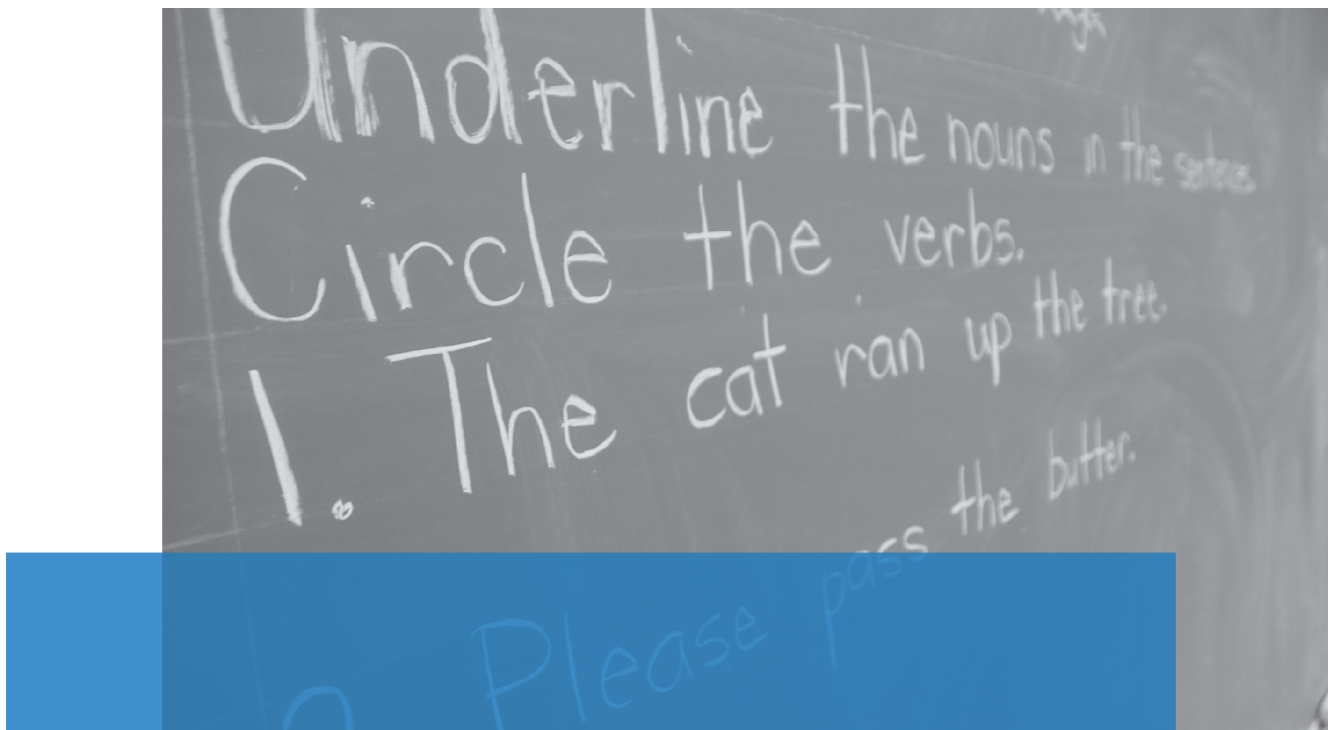 Underline the nouns in the sentences
Circle the verbs.
1. The cat ran up the tree.
2. Please pass the butter.